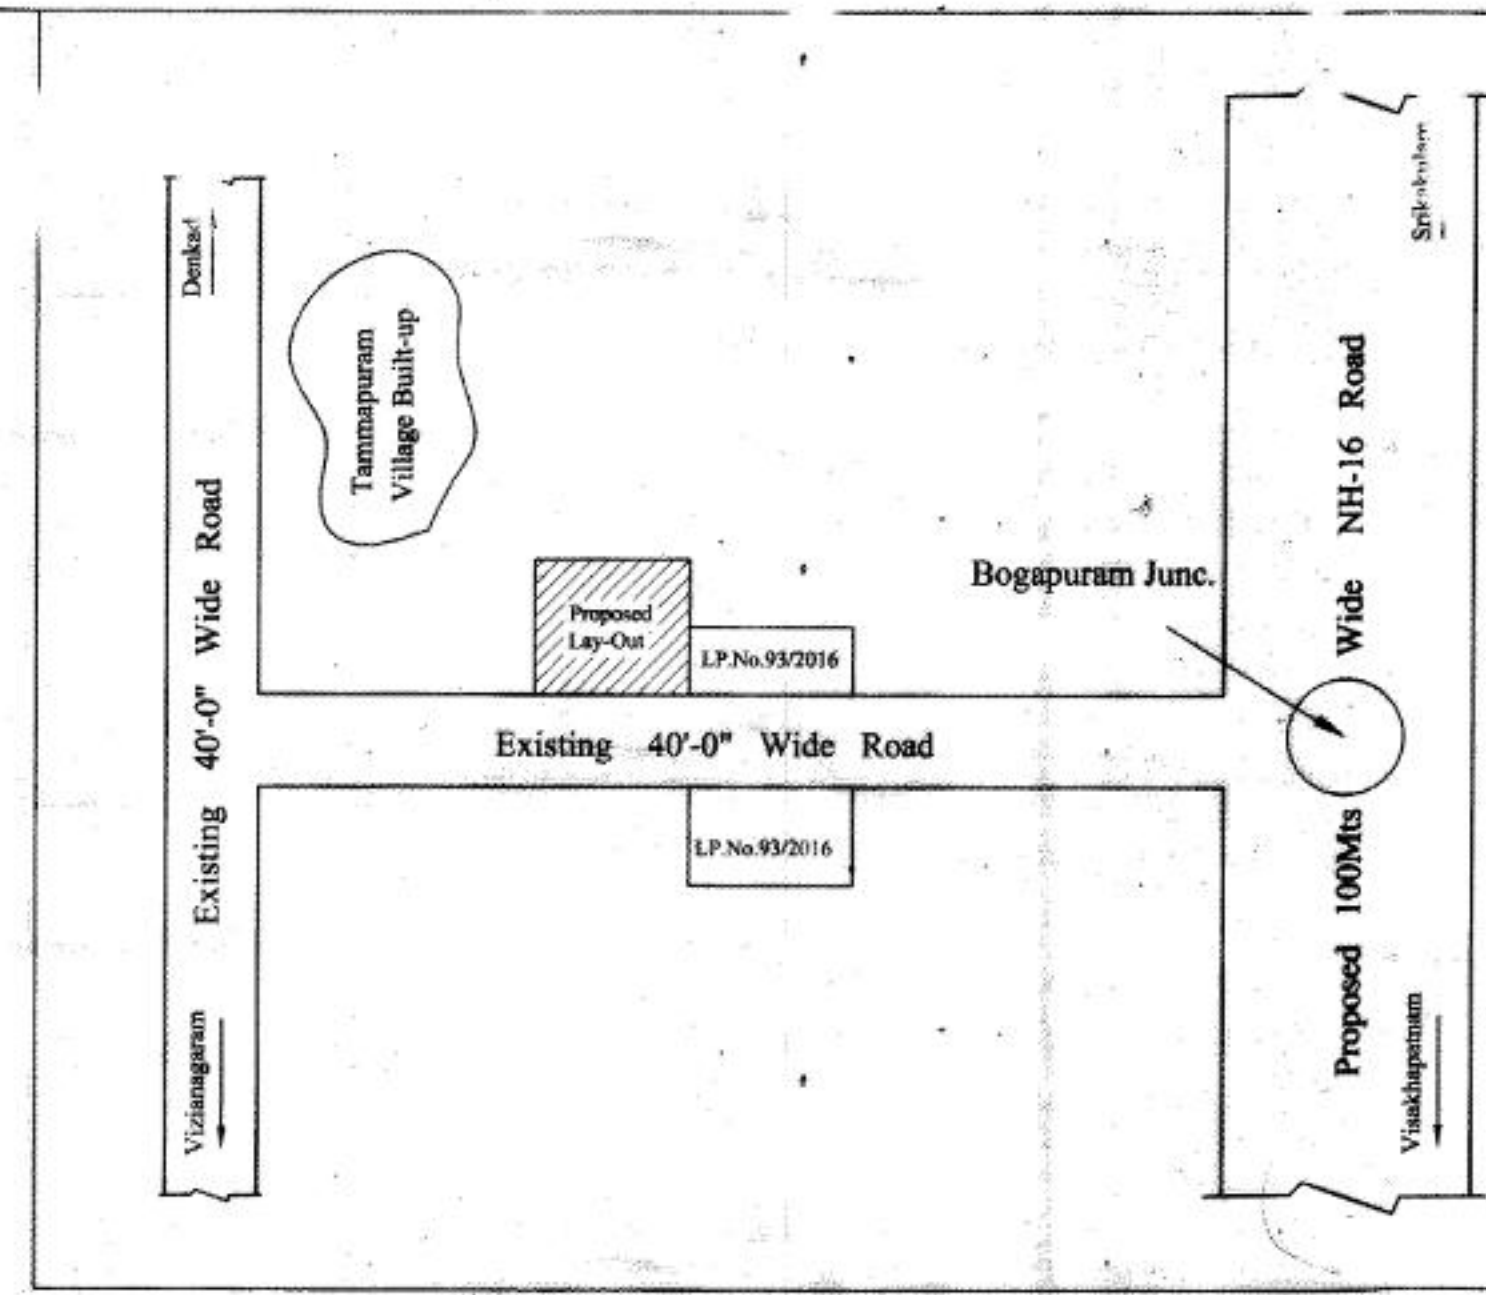 Denkad
Srikakulam
Tammapuram
Village Built-up
Existing 40'-0" Wide Road
Proposed
Lay-Out
LP.No.93/2016
Bogapuram Junc.
Existing 40'-0" Wide Road
LP.No.93/2016
Proposed 100Mts Wide NH-16 Road
Vizianagaram
Visakhapatnam